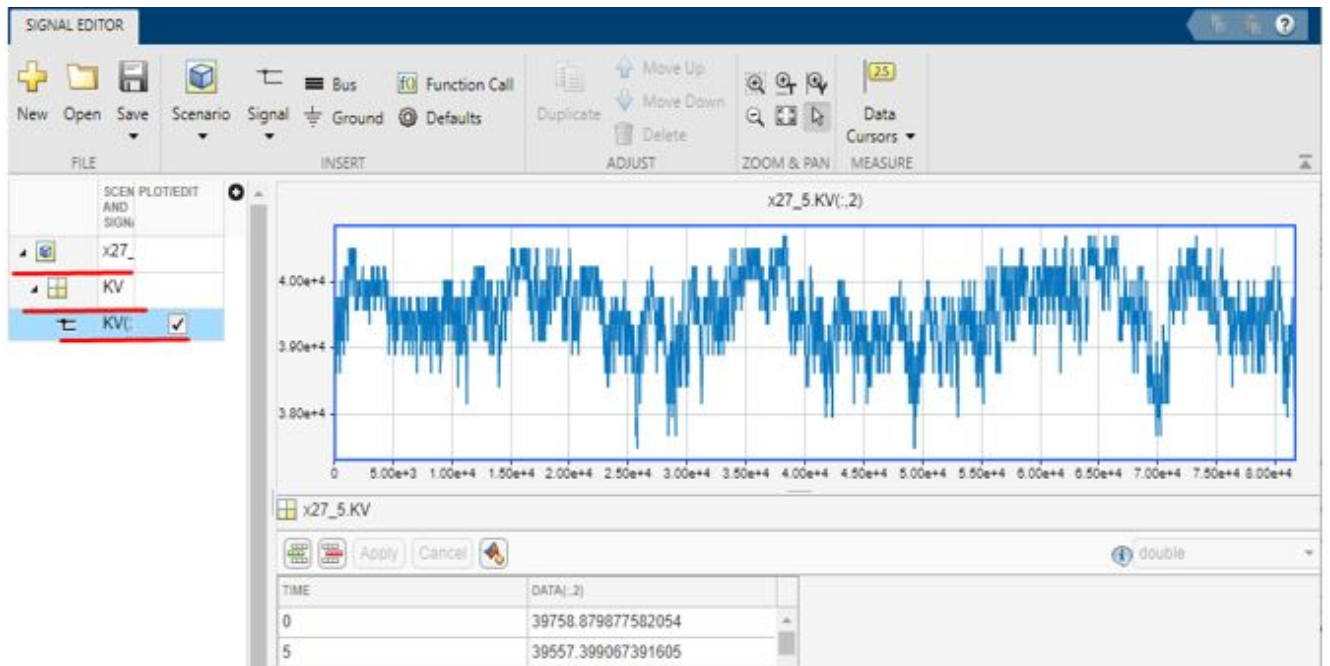 SIGNAL EDITOR
New Open Save Scenario Signal Bus Ground f() Function Call Defaults Duplicate Move Up Move Down Delete 2.5 Data Cursors
FILE INSERT ADJUST ZOOM & PAN MEASURE
SCEN AND SIGNA PLOT/EDIT
x27_
KV
KV(:
x27_5.KV(:,2)
4.00e+4
3.90e+4
3.80e+4
0 5.00e+3 1.00e+4 1.50e+4 2.00e+4 2.50e+4 3.00e+4 3.50e+4 4.00e+4 4.50e+4 5.00e+4 5.50e+4 6.00e+4 6.50e+4 7.00e+4 7.50e+4 8.00e+4
x27_5.KV
Apply Cancel double
TIME DATA(:,2)
0 39758.879877582054
5 39557.399067391605